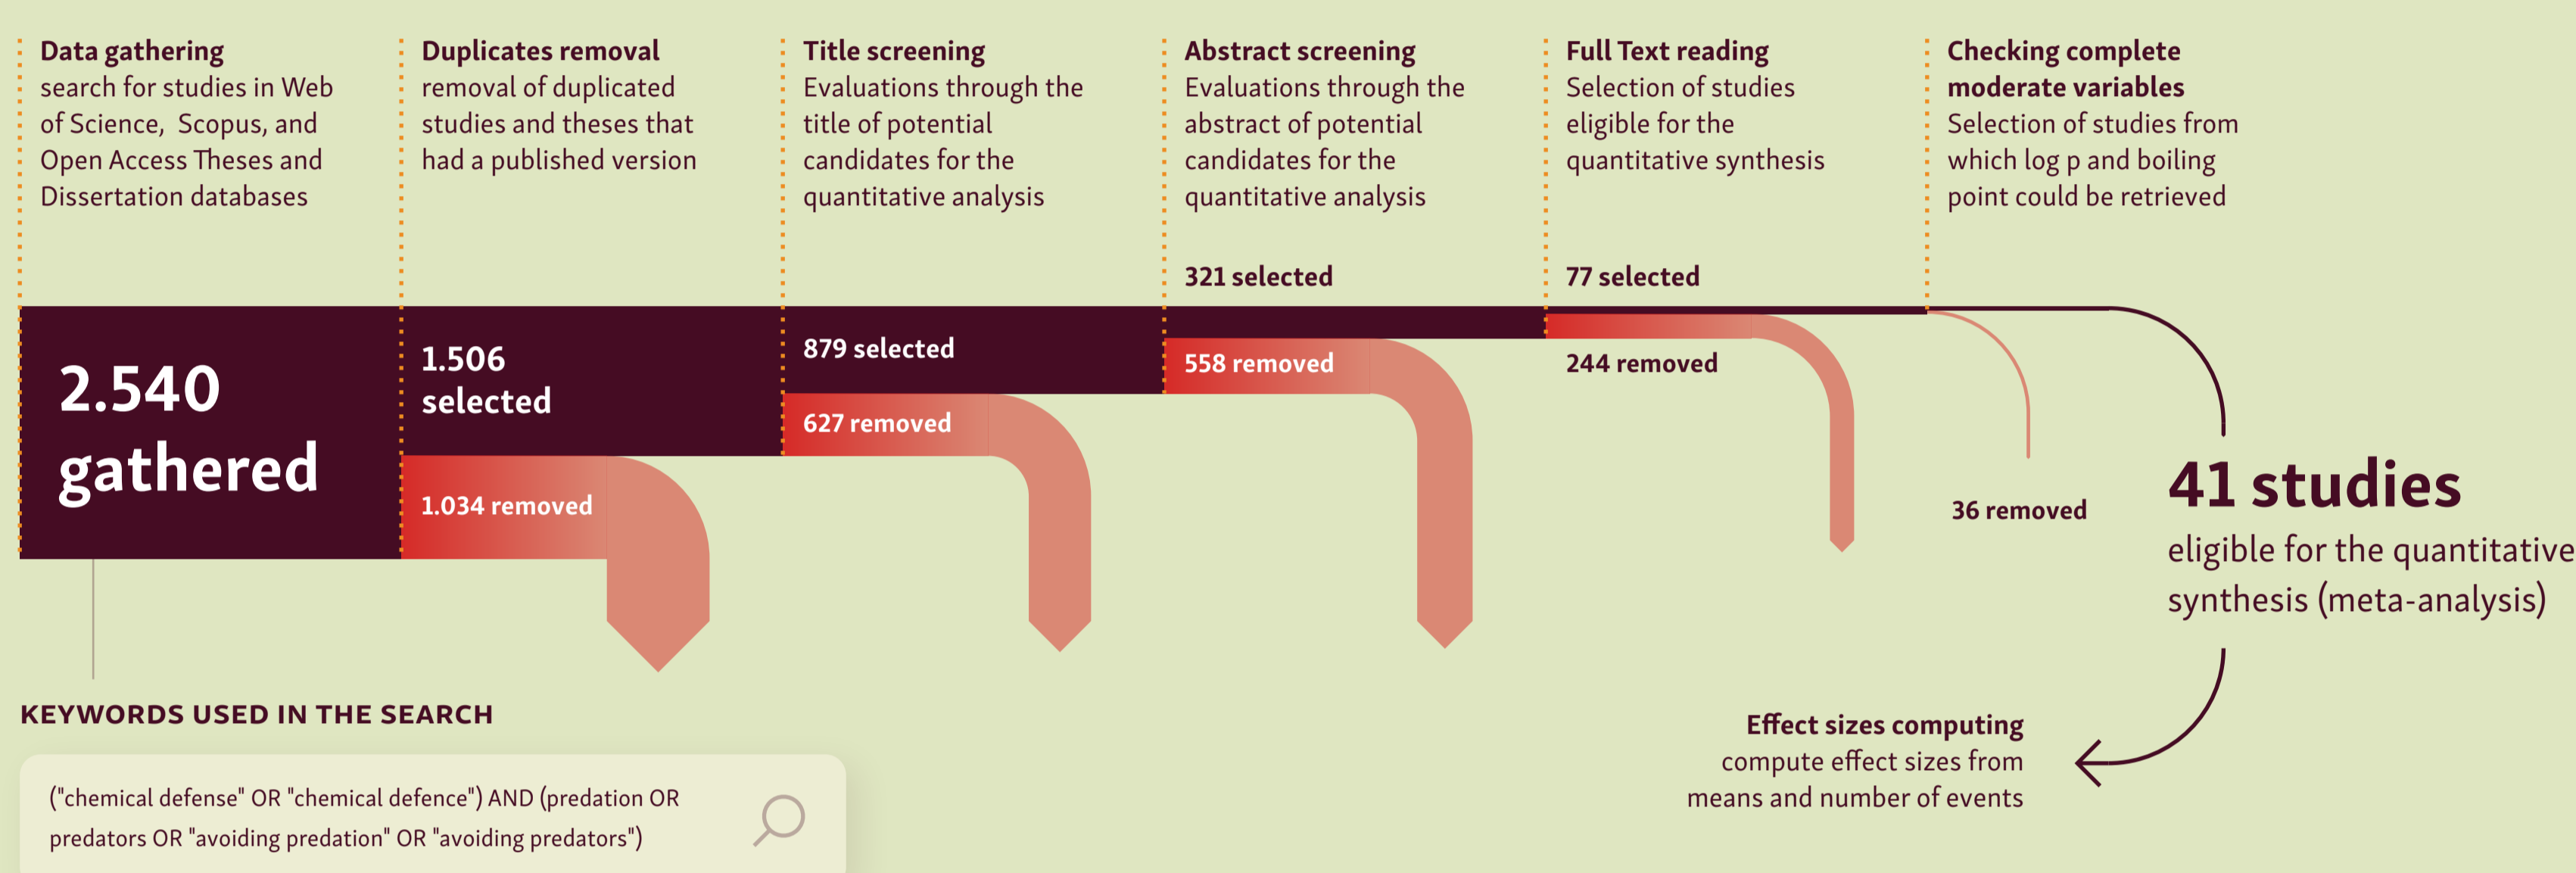 Data gathering
search for studies in Web
of Science, Scopus, and
Open Access Theses and
Dissertation databases
Duplicates removal
removal of duplicated
studies and theses that
had a published version
Title screening
Evaluations through the
title of potential
candidates for the
quantitative analysis
Abstract screening
Evaluations through the
abstract of potential
candidates for the
quantitative analysis
Full Text reading
Selection of studies
eligible for the
quantitative synthesis
Checking complete
moderate variables
Selection of studies from
which log p and boiling
point could be retrieved
2.540
gathered
1.506
selected
1.034 removed
879 selected
627 removed
321 selected
558 removed
77 selected
244 removed
36 removed
41 studies
eligible for the quantitative
synthesis (meta-analysis)
Effect sizes computing
compute effect sizes from
means and number of events
KEYWORDS USED IN THE SEARCH
("chemical defense" OR "chemical defence") AND (predation OR
predators OR "avoiding predation" OR "avoiding predators")